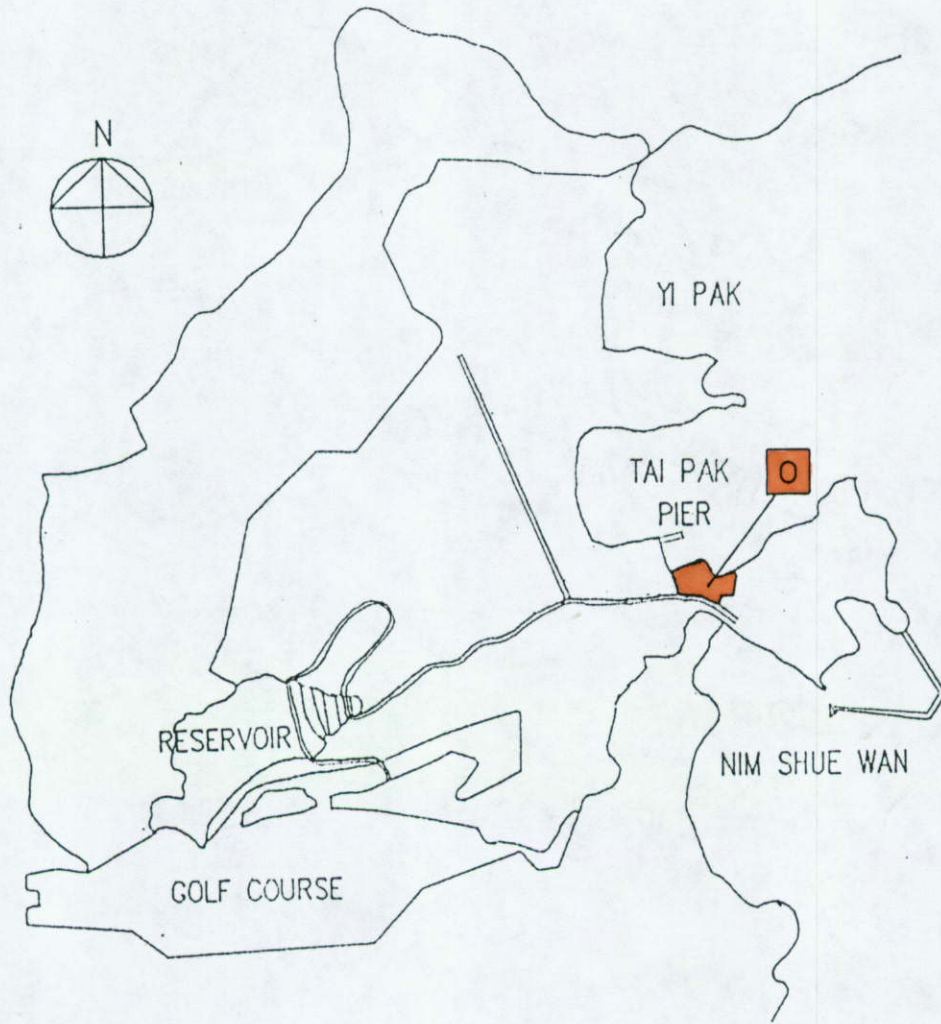 N
YI PAK
TAI PAK
PIER
O
RESERVOIR
NIM SHUE WAN
GOLF COURSE